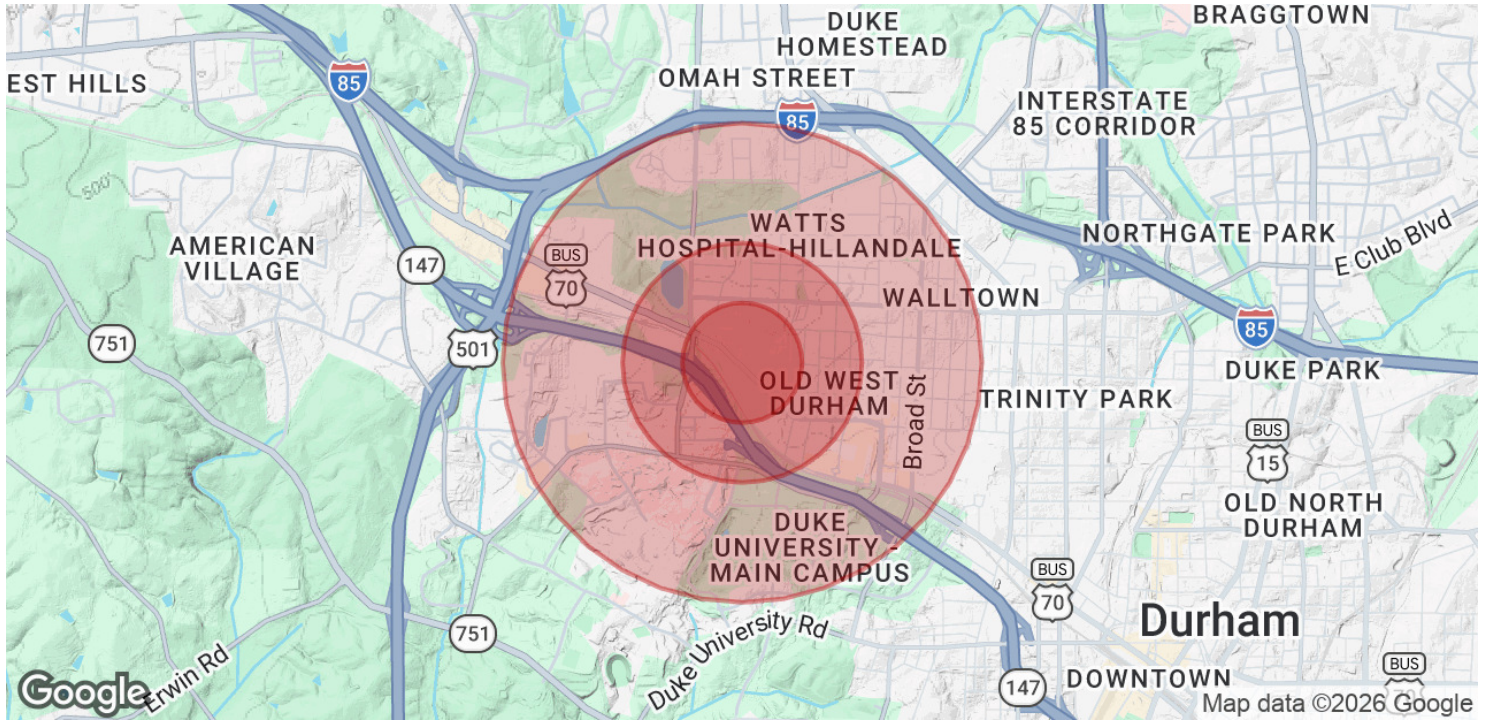 BRAGGTOWN
DUKE
HOMESTEAD
EST HILLS
OMAH STREET
85
INTERSTATE
85 CORRIDOR
85
500'
WATTS
HOSPITAL-HILLANDALE
NORTHGATE PARK
E Club Blvd
AMERICAN
VILLAGE
147
BUS
70
WALLTOWN
751
501
85
DUKE PARK
OLD WEST
DURHAM
TRINITY PARK
Broad St
BUS
15
OLD NORTH
DURHAM
DUKE
UNIVERSITY -
MAIN CAMPUS
BUS
70
Durham
751
Duke University Rd
Erwin Rd
147
DOWNTOWN
BUS
70
Google
Map data ©2026 Google